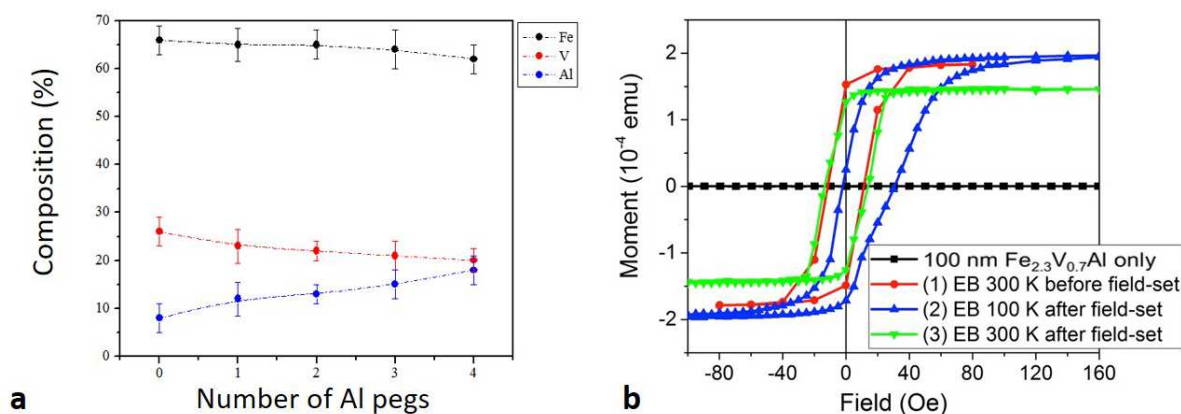 70
60
50
40
30
20
10
0
Composition (%)
0 1 2 3 4
Number of Al pegs
Fe
V
Al
a
2
1
0
-1
-2
Moment (10⁻⁴ emu)
100 nm Fe₂.₃V₀.₇Al only
(1) EB 300 K before field-set
(2) EB 100 K after field-set
(3) EB 300 K after field-set
-80 -40 0 40 80 120 160
Field (Oe)
b